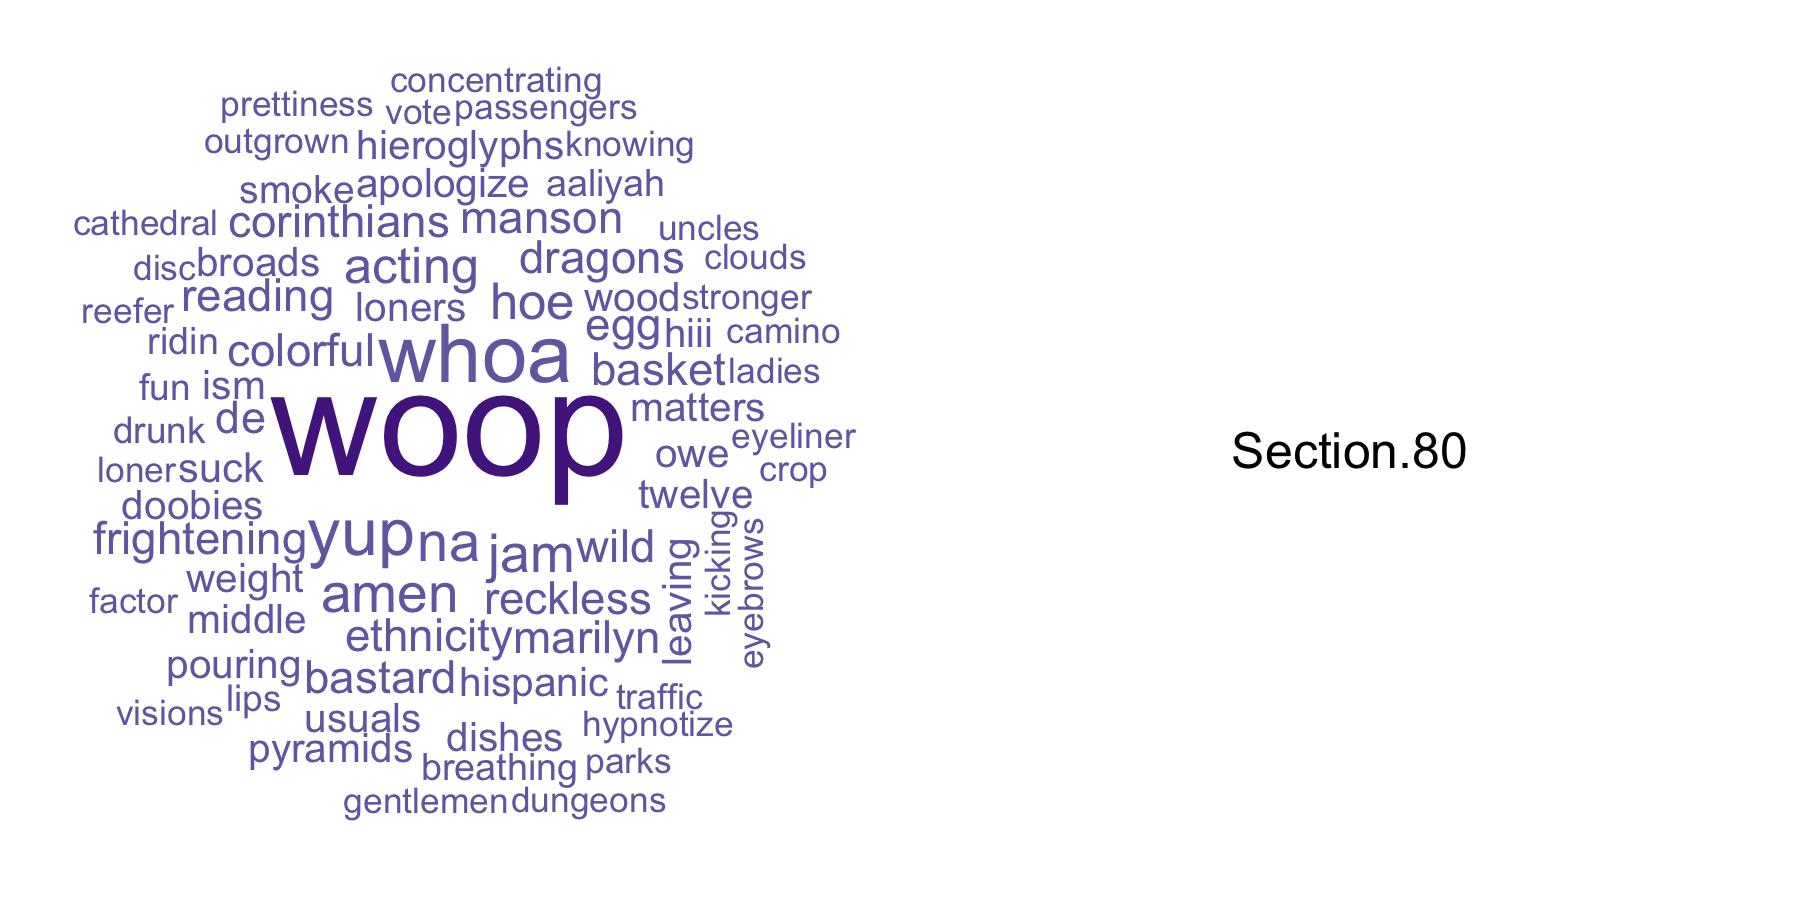 concentrating
prettiness vote passengers
outgrown hieroglyphs knowing
smoke apologize aaliyah
cathedral corinthians manson uncles
disc broads acting dragons clouds
reefer reading loners hoe wood stronger
ridin colorful whoa egg hiii camino
fun ism basket ladies
drunk de woop matters
loner suck owe eyeliner
doobies twelve crop
frightening yup na jam wild leaving kicking eyebrows
factor weight amen reckless
middle ethnicity marilyn
pouring bastard hispanic traffic
visions lips usuals dishes hypnotize
pyramids breathing parks
gentlemen dungeons
Section.80